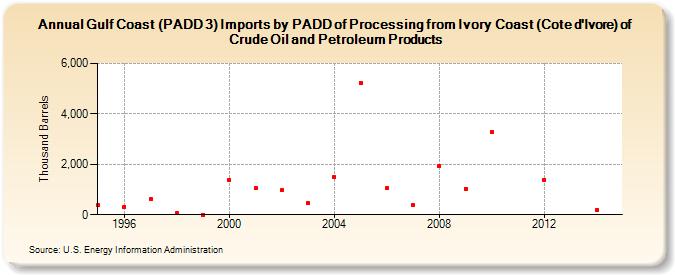 Annual Gulf Coast (PADD 3) Imports by PADD of Processing from Ivory Coast (Cote d'Ivore) of
Crude Oil and Petroleum Products
Thousand Barrels
6,000
4,000
2,000
0
1996 2000 2004 2008 2012
Source: U.S. Energy Information Administration